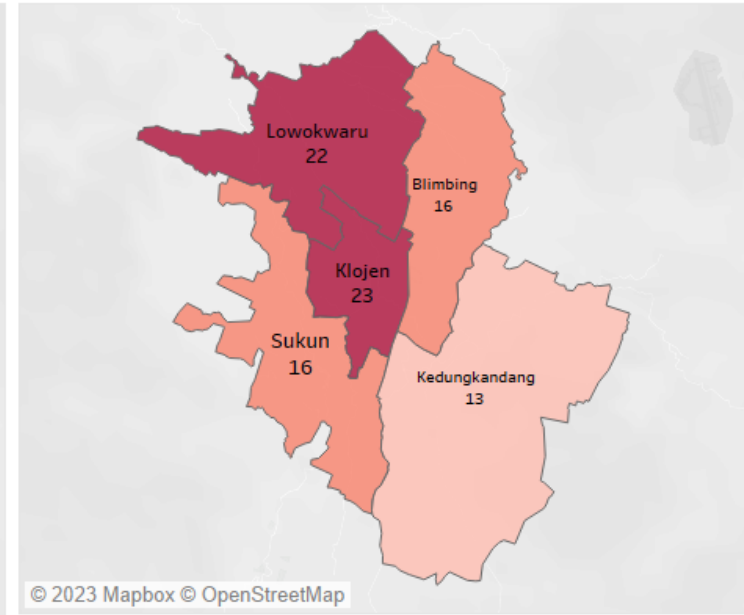 Lowokwaru
22
Blimbing
16
Klojen
23
Sukun
16
Kedungkandang
13
© 2023 Mapbox © OpenStreetMap